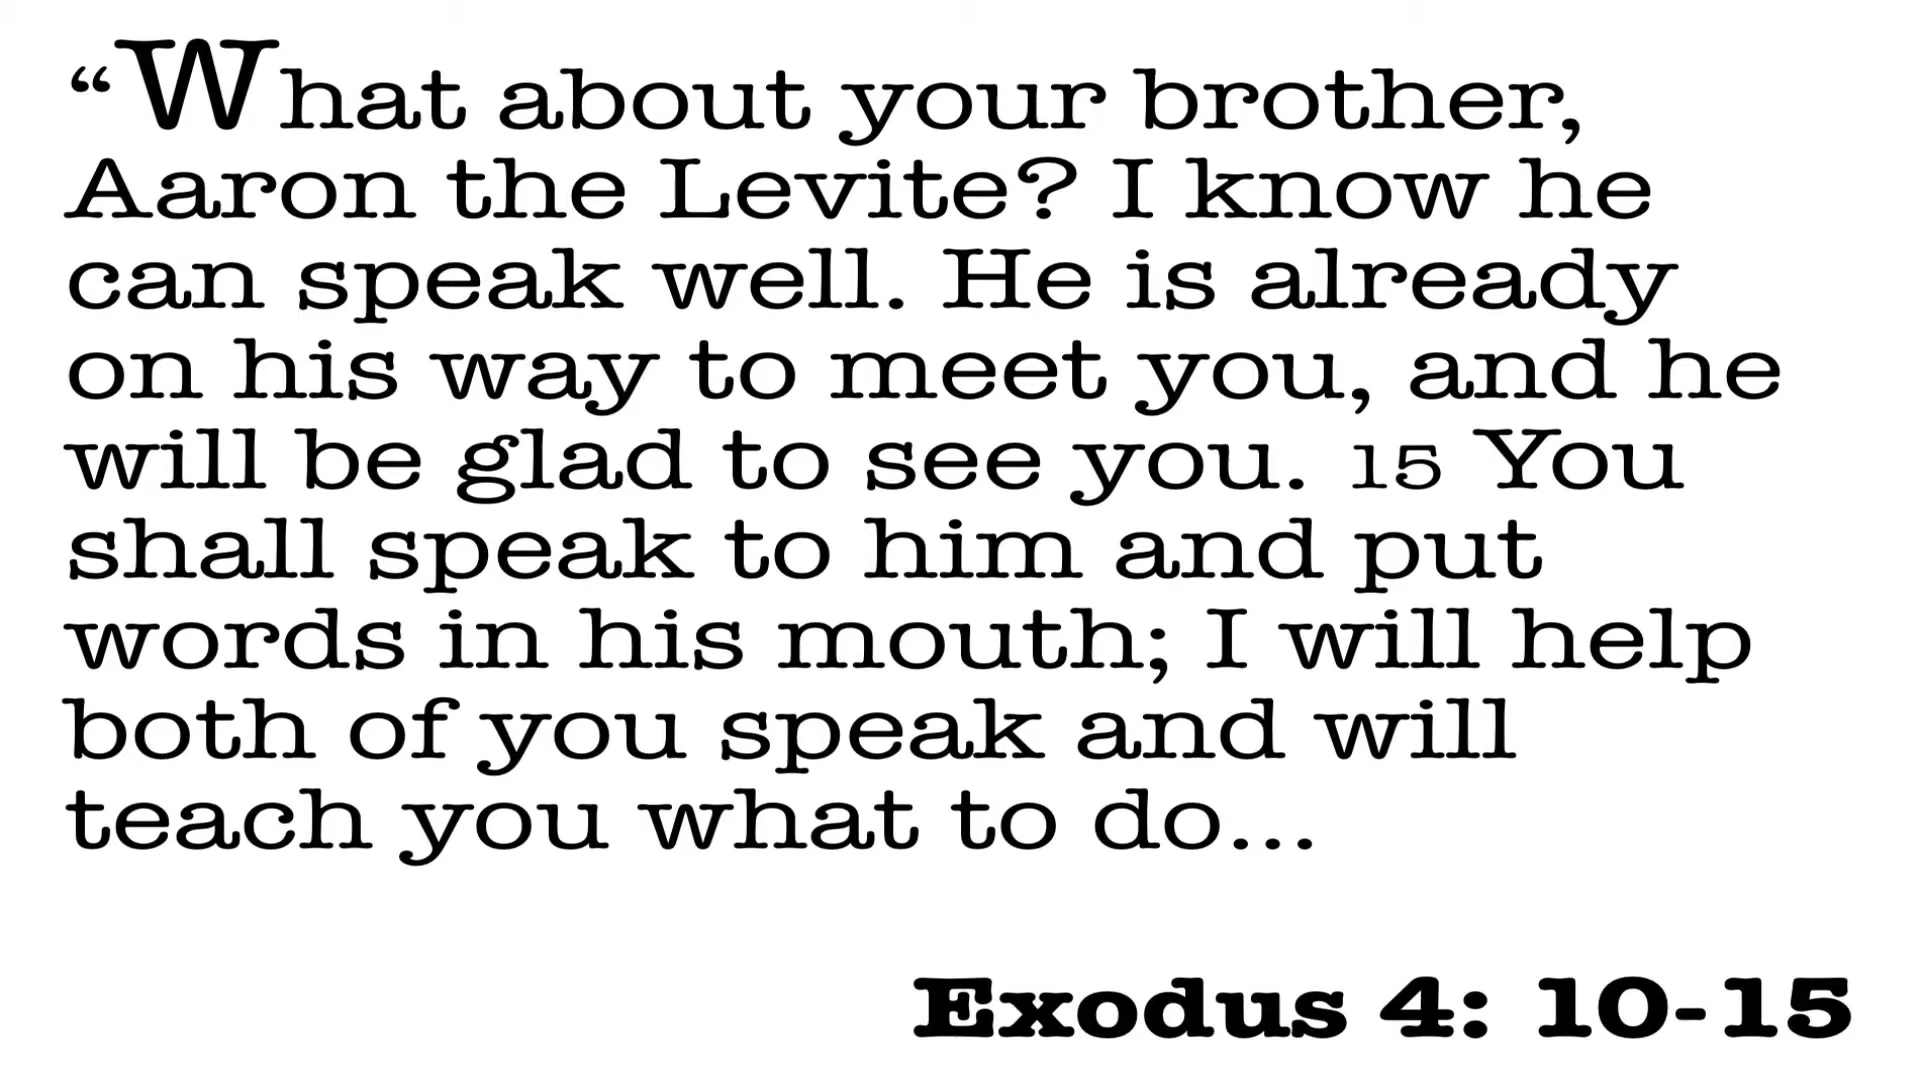 “What about your brother,
Aaron the Levite? I know he
can speak well. He is already
on his way to meet you, and he
will be glad to see you. 15 You
shall speak to him and put
words in his mouth; I will help
both of you speak and will
teach you what to do...
Exodus 4: 10-15